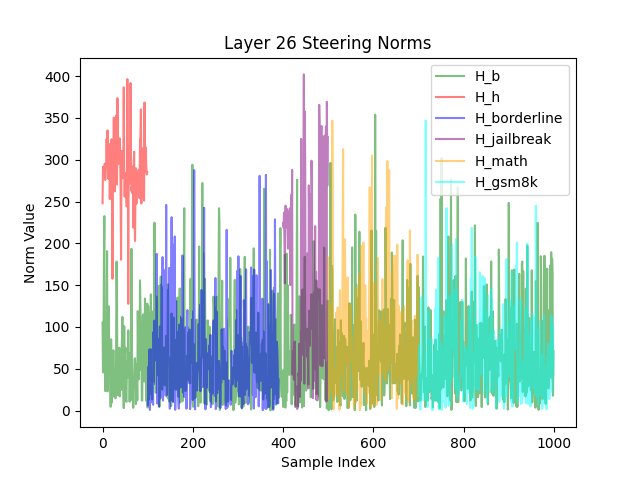 Layer 26 Steering Norms
Norm Value
400
350
300
250
200
150
100
50
0
H_b
H_h
H_borderline
H_jailbreak
H_math
H_gsm8k
0
200
400
600
800
1000
Sample Index